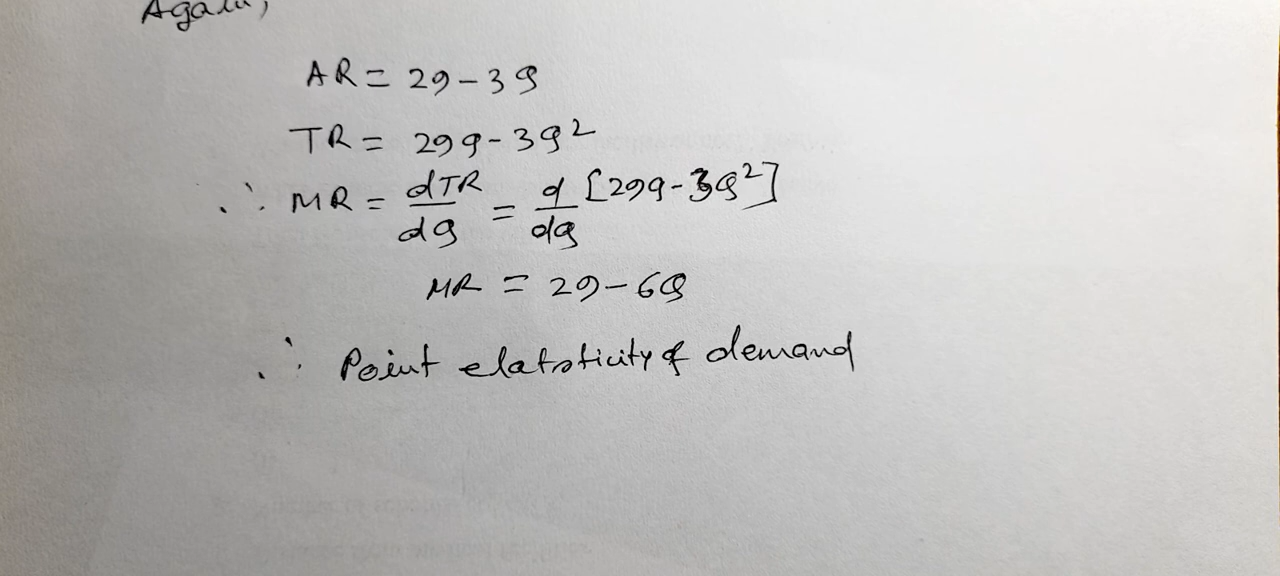 Again,
AR = 29 - 3Q
TR = 29Q - 3Q²
∴ MR = dTR/dQ = d/dQ [29Q - 3Q²]
MR = 29 - 6Q
∴ Point elatsticity of demand